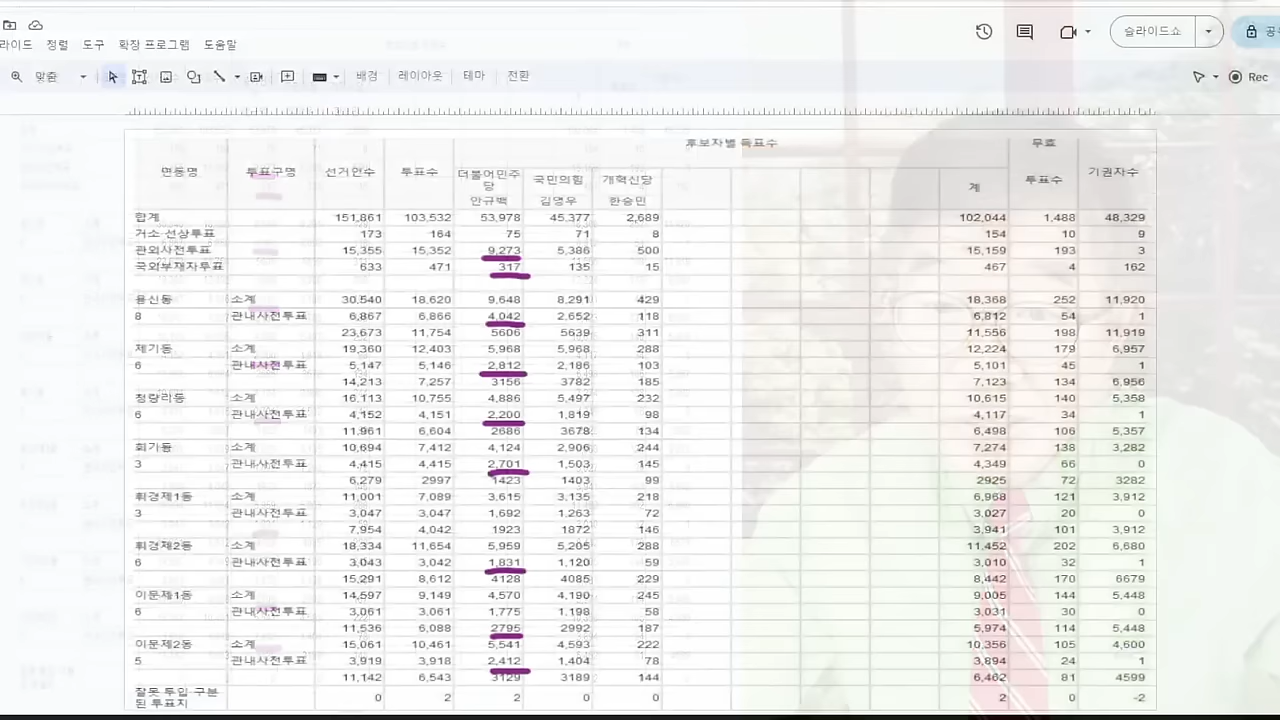 라이드 정렬 도구 확장 프로그램 도움말
슬라이드쇼
맞춤 배경 레이아웃 테마 전환 Rec
후보자별 득표수 무효
읍면동명 투표구명 선거인수 투표수 더불어민주당 국민의힘 개혁신당 계 투표수 기권자수
안규백 김영우 한승민
합계 151,861 103,532 53,978 45,377 2,689 102,044 1,488 48,329
거소·선상투표 173 164 75 71 8 154 10 9
관외사전투표 15,355 15,352 9,273 5,386 500 15,159 193 3
국외부재자투표 633 471 317 135 15 467 4 162
용신동 소계 30,540 18,620 9,648 8,291 429 18,368 252 11,920
8 관내사전투표 6,867 6,866 4,042 2,652 118 6,812 54 1
23,673 11,754 5606 5639 311 11,556 198 11,919
제기동 소계 19,360 12,403 5,968 5,968 288 12,224 179 6,957
6 관내사전투표 5,147 5,146 2,812 2,186 103 5,101 45 1
14,213 7,257 3156 3782 185 7,123 134 6,956
청량리동 소계 16,113 10,755 4,886 5,497 232 10,615 140 5,358
6 관내사전투표 4,152 4,151 2,200 1,819 98 4,117 34 1
11,961 6,604 2686 3678 134 6,498 106 5,357
회기동 소계 10,694 7,412 4,124 2,906 244 7,274 138 3,282
3 관내사전투표 4,415 4,415 2,701 1,503 145 4,349 66 0
6,279 2997 1423 1403 99 2925 72 3282
휘경제1동 소계 11,001 7,089 3,615 3,135 218 6,968 121 3,912
3 관내사전투표 3,047 3,047 1,692 1,263 72 3,027 20 0
7,954 4,042 1923 1872 146 3,941 101 3,912
휘경제2동 소계 18,334 11,654 5,959 5,205 288 11,452 202 6,680
6 관내사전투표 3,043 3,042 1,831 1,120 59 3,010 32 1
15,291 8,612 4128 4085 229 8,442 170 6679
이문제1동 소계 14,597 9,149 4,570 4,190 245 9,005 144 5,448
6 관내사전투표 3,061 3,061 1,775 1,198 58 3,031 30 0
11,536 6,088 2795 2992 187 5,974 114 5,448
이문제2동 소계 15,061 10,461 5,541 4,593 222 10,356 105 4,600
5 관내사전투표 3,919 3,918 2,412 1,404 78 3,894 24 1
11,142 6,543 3129 3189 144 6,462 81 4599
잘못 투입·구분된 투표지 0 2 2 0 0 2 0 -2